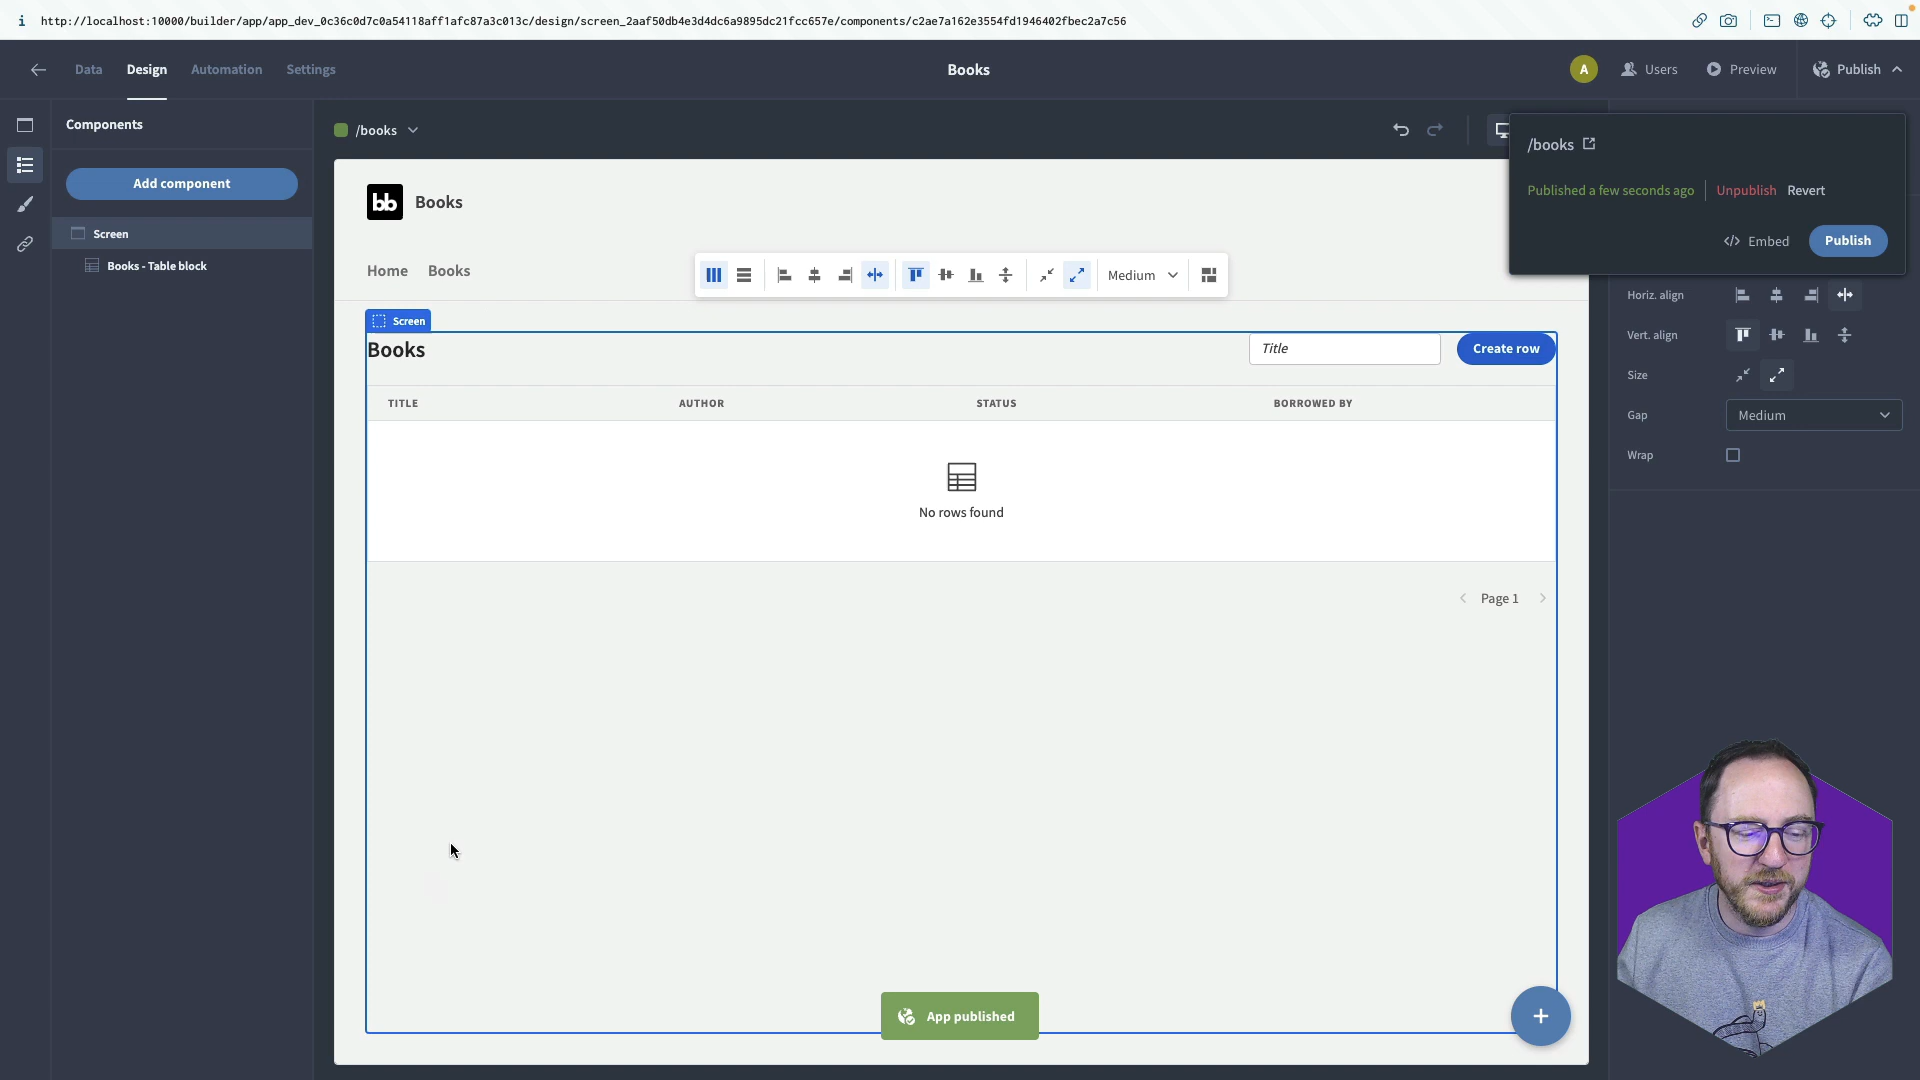 http://localhost:10000/builder/app/app_dev_0c36c0d7c0a54118aff1afc87a3c013c/design/screen_2aaf50db4e3d4dc6a9895dc21fcc657e/components/c2ae7a162e3554fd1946402fbec2a7c56
Data Design Automation Settings
Books
A Users Preview Publish
Components
/books
Add component
Screen
Books - Table block
/books
Published a few seconds ago Unpublish Revert
Embed Publish
bb Books
Home Books
Medium
Screen
Books
Title
Create row
TITLE AUTHOR STATUS BORROWED BY
No rows found
Page 1
App published
Horiz. align
Vert. align
Size
Gap Medium
Wrap